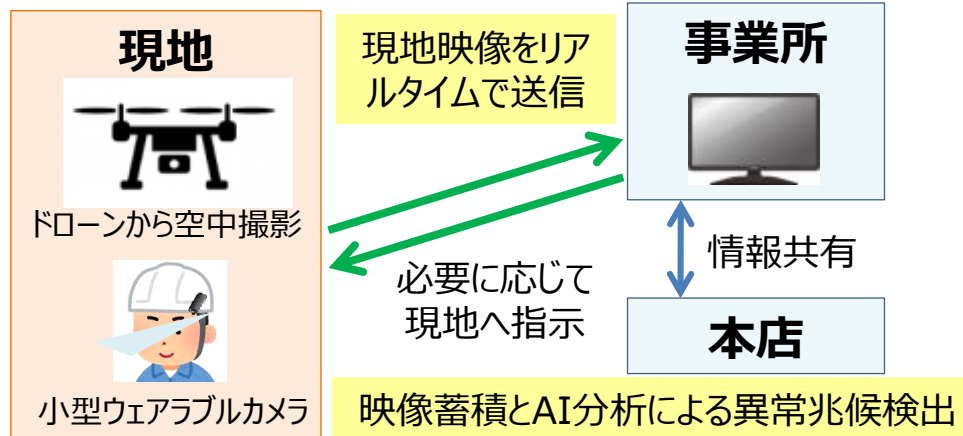 現地
ドローンから空中撮影
小型ウェアラブルカメラ
現地映像をリア
ルタイムで送信
必要に応じて
現地へ指示
事業所
情報共有
本店
映像蓄積とAI分析による異常兆候検出